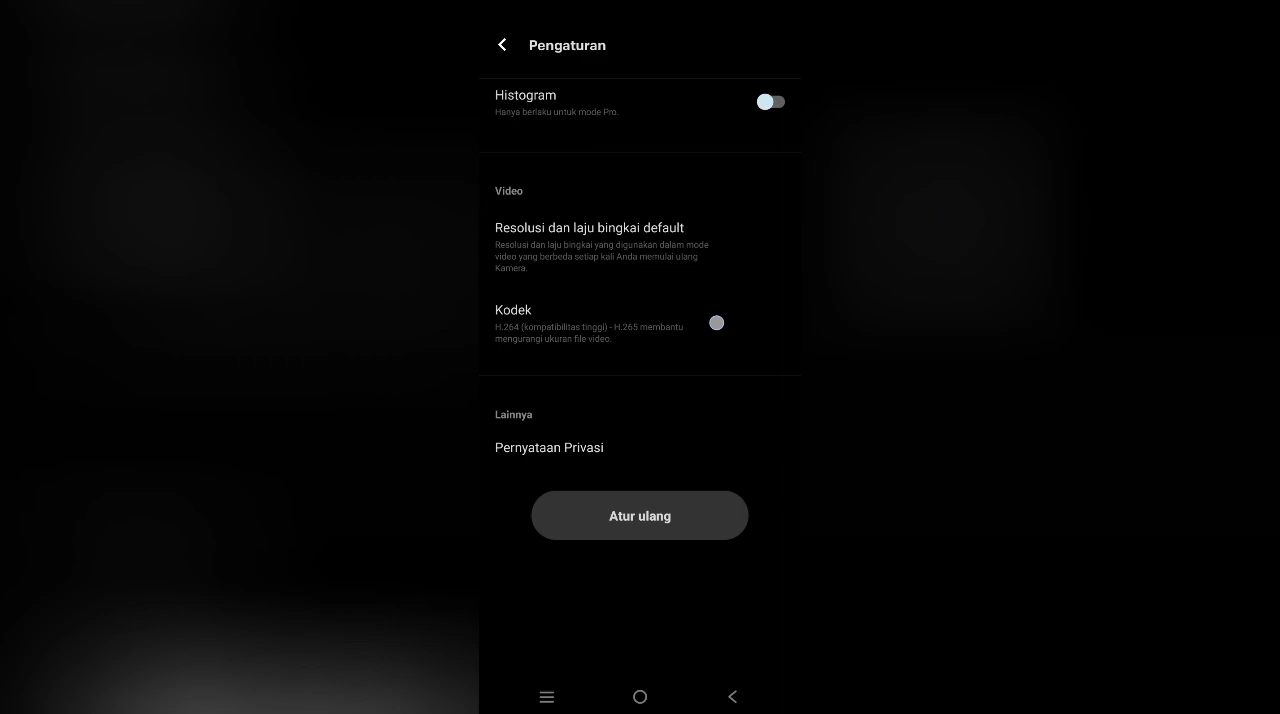 Pengaturan
Histogram
Hanya berlaku untuk mode Pro.
Video
Resolusi dan laju bingkai default
Resolusi dan laju bingkai yang digunakan dalam mode
video yang berbeda setiap kali Anda memulai ulang
Kamera.
Kodek
H.264 (kompatibilitas tinggi) - H.265 membantu
mengurangi ukuran file video.
Lainnya
Pernyataan Privasi
Atur ulang